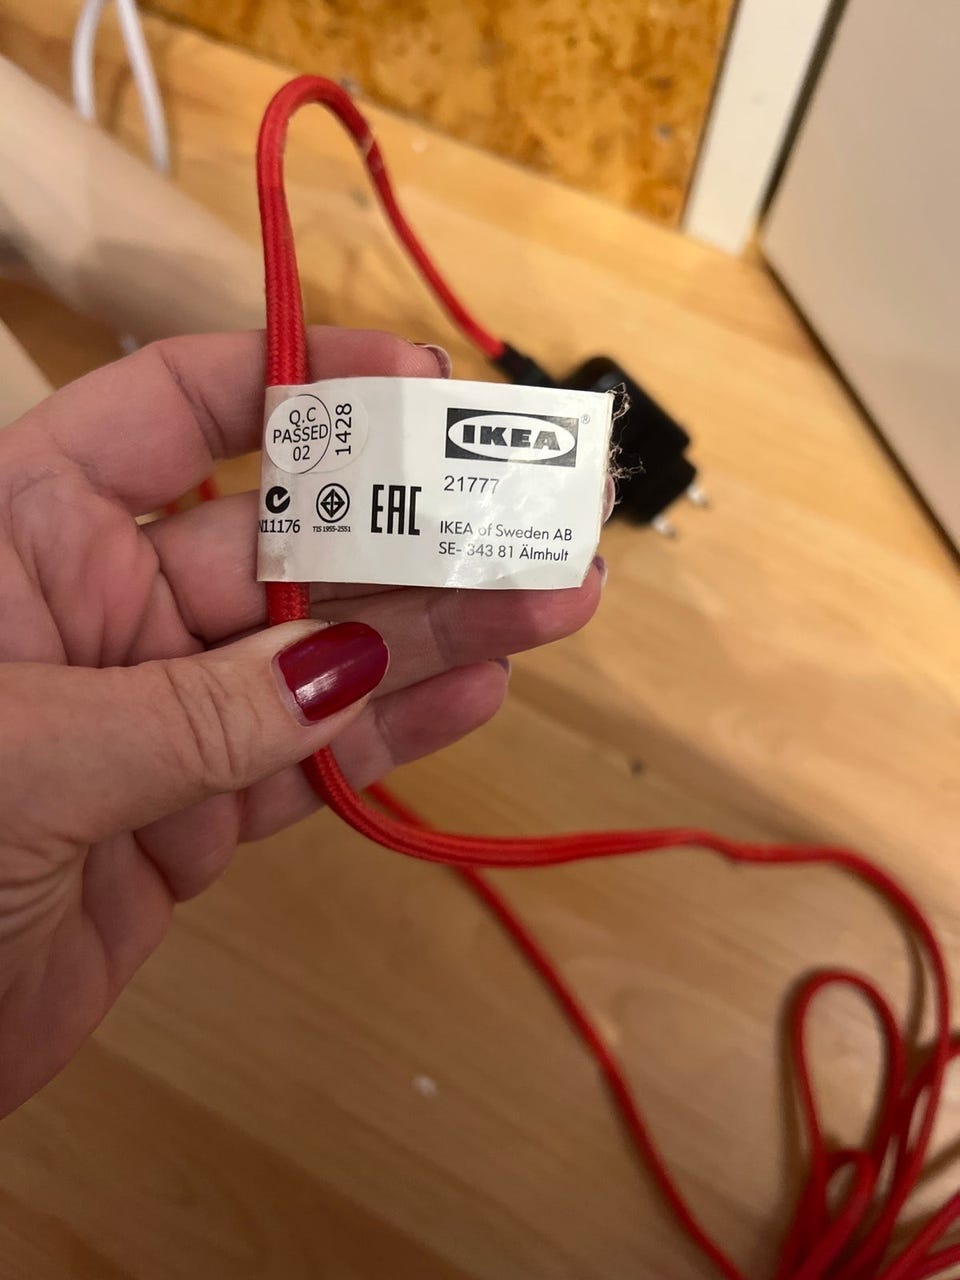 Q.C
PASSED
02
1428
IKEA®
21777
N11176
TIS 1955-2551
EAC
IKEA of Sweden AB
SE- 343 81 Älmhult